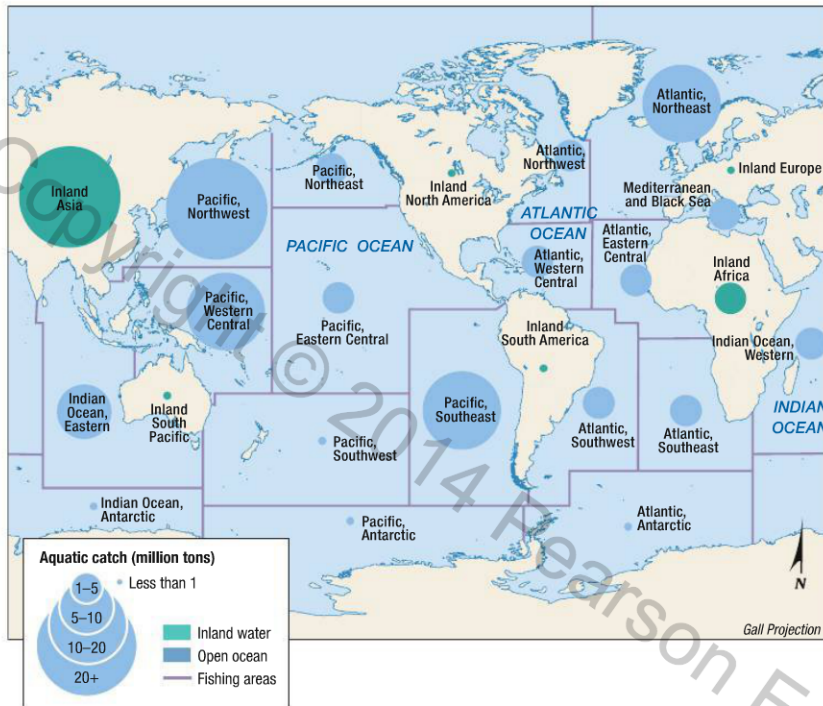 Atlantic,
Northeast
Pacific,
Northeast
Atlantic,
Northwest
Inland
North America
Inland Europe
Inland
Asia
Pacific,
Northwest
Mediterranean
and Black Sea
ATLANTIC
OCEAN
PACIFIC OCEAN
Atlantic,
Eastern
Central
Atlantic,
Western
Central
Inland
Africa
Pacific,
Western
Central
Pacific,
Eastern Central
Inland
South America
Indian Ocean,
Western
Indian
Ocean,
Eastern
Inland
South
Pacific
Pacific,
Southeast
INDIAN
OCEAN
Pacific,
Southwest
Atlantic,
Southwest
Atlantic,
Southeast
Indian Ocean,
Antarctic
Pacific,
Antarctic
Atlantic,
Antarctic
N
Gall Projection
Aquatic catch (million tons)
1–5
Less than 1
5–10
10–20
20+
Inland water
Open ocean
Fishing areas
Copyright © 2014 Pearson E